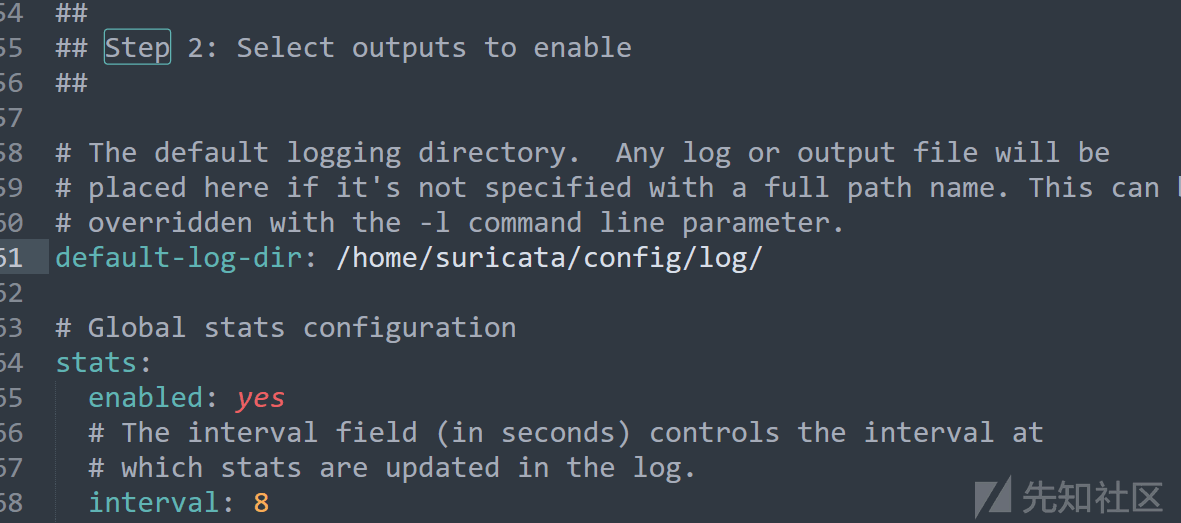 54 ##
55 ## Step 2: Select outputs to enable
56 ##
57
58 # The default logging directory.  Any log or output file will be
59 # placed here if it's not specified with a full path name. This can
60 # overridden with the -l command line parameter.
61 default-log-dir: /home/suricata/config/log/
62
63 # Global stats configuration
64 stats:
65   enabled: yes
66   # The interval field (in seconds) controls the interval at
67   # which stats are updated in the log.
68   interval: 8
先知社区